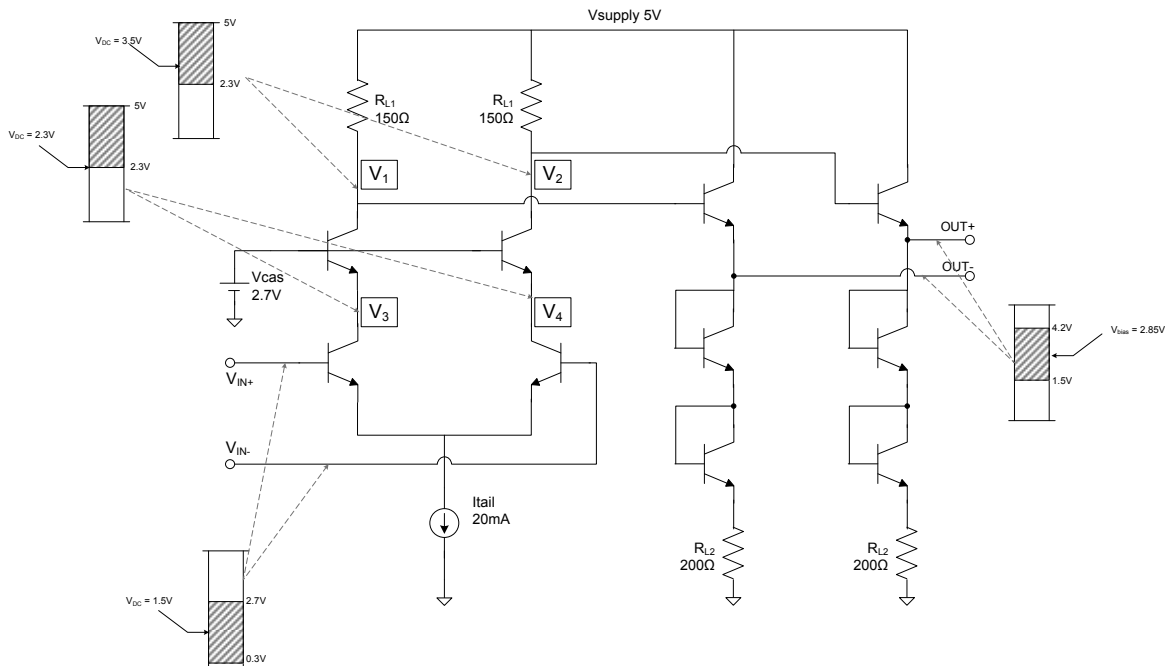 Vsupply 5V
5V
V_DC = 3.5V
2.3V
5V
V_DC = 2.3V
2.3V
R_L1
150Ω
R_L1
150Ω
V_1
V_2
OUT+
OUT-
Vcas
2.7V
V_3
V_4
4.2V
V_bias = 2.85V
1.5V
V_IN+
V_IN-
Itail
20mA
R_L2
200Ω
R_L2
200Ω
2.7V
V_DC = 1.5V
0.3V